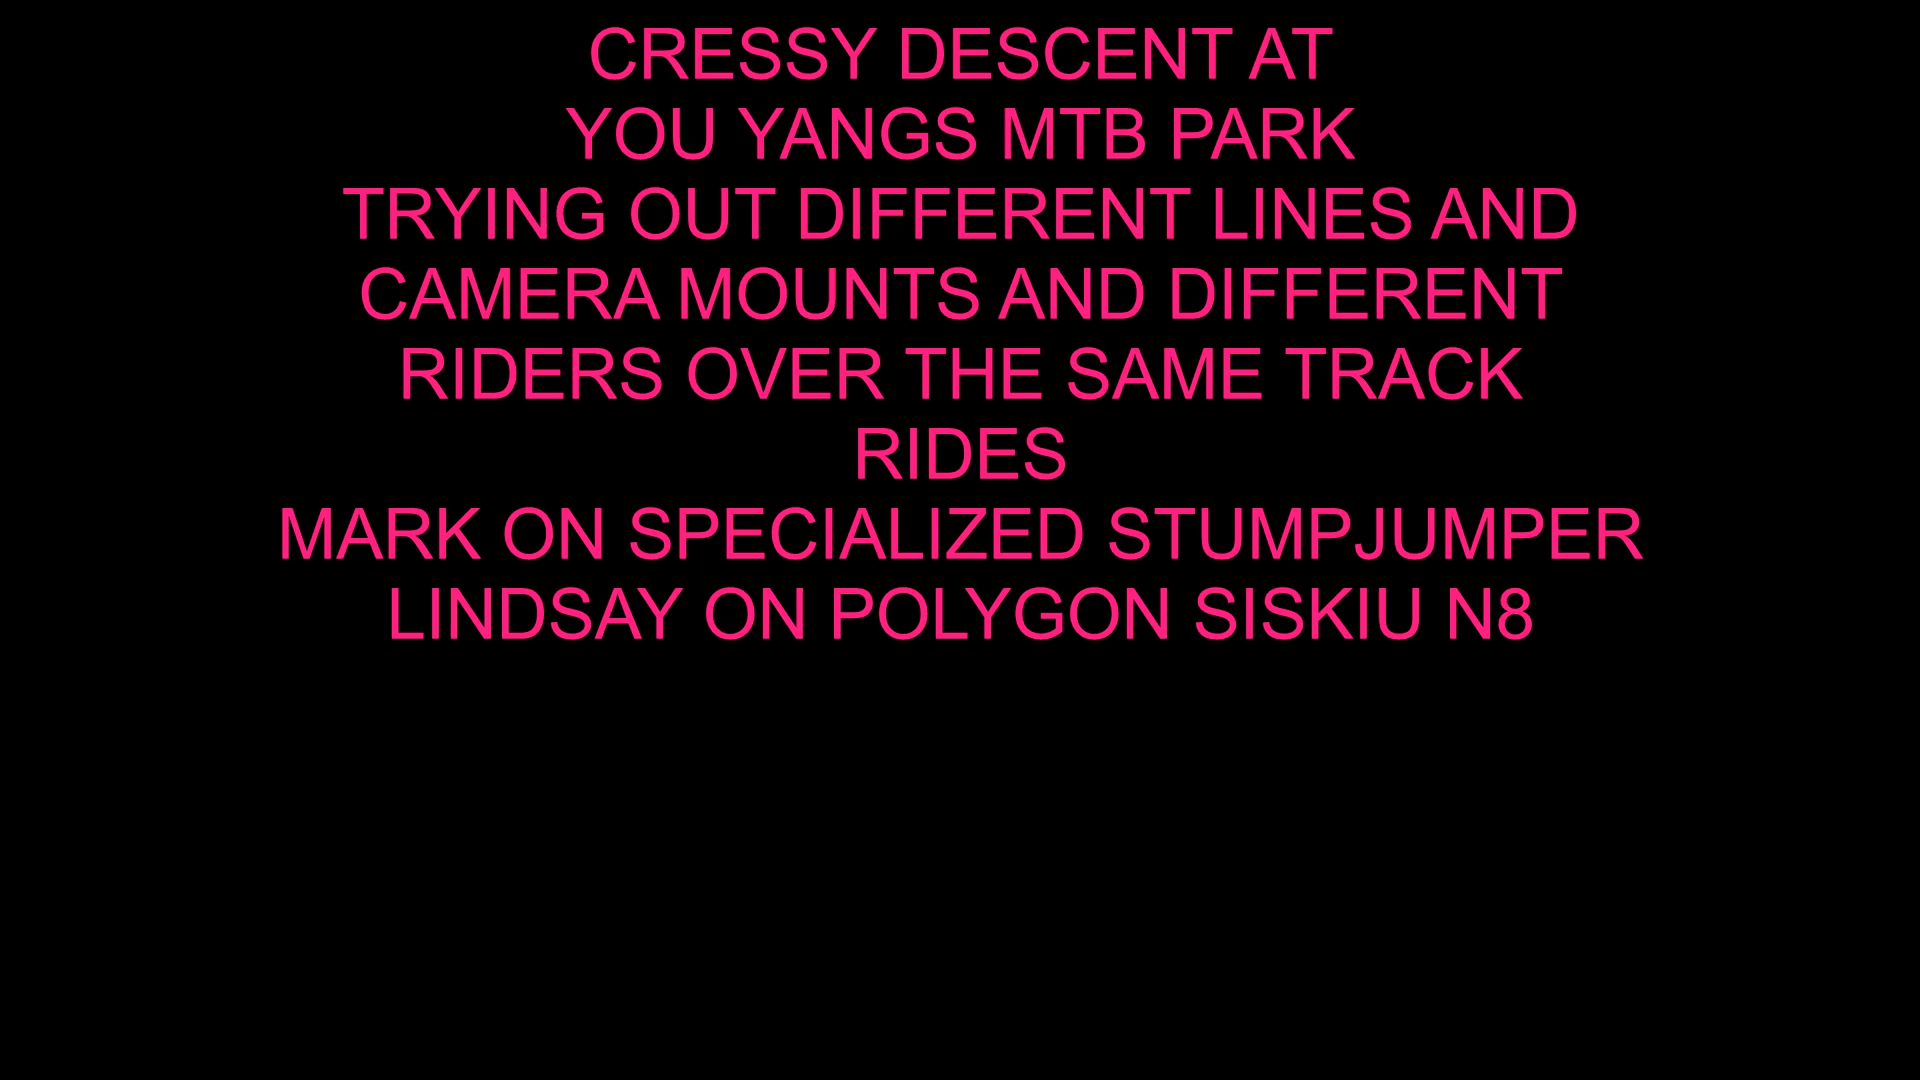 CRESSY DESCENT AT
YOU YANGS MTB PARK
TRYING OUT DIFFERENT LINES AND
CAMERA MOUNTS AND DIFFERENT
RIDERS OVER THE SAME TRACK
RIDES
MARK ON SPECIALIZED STUMPJUMPER
LINDSAY ON POLYGON SISKIU N8